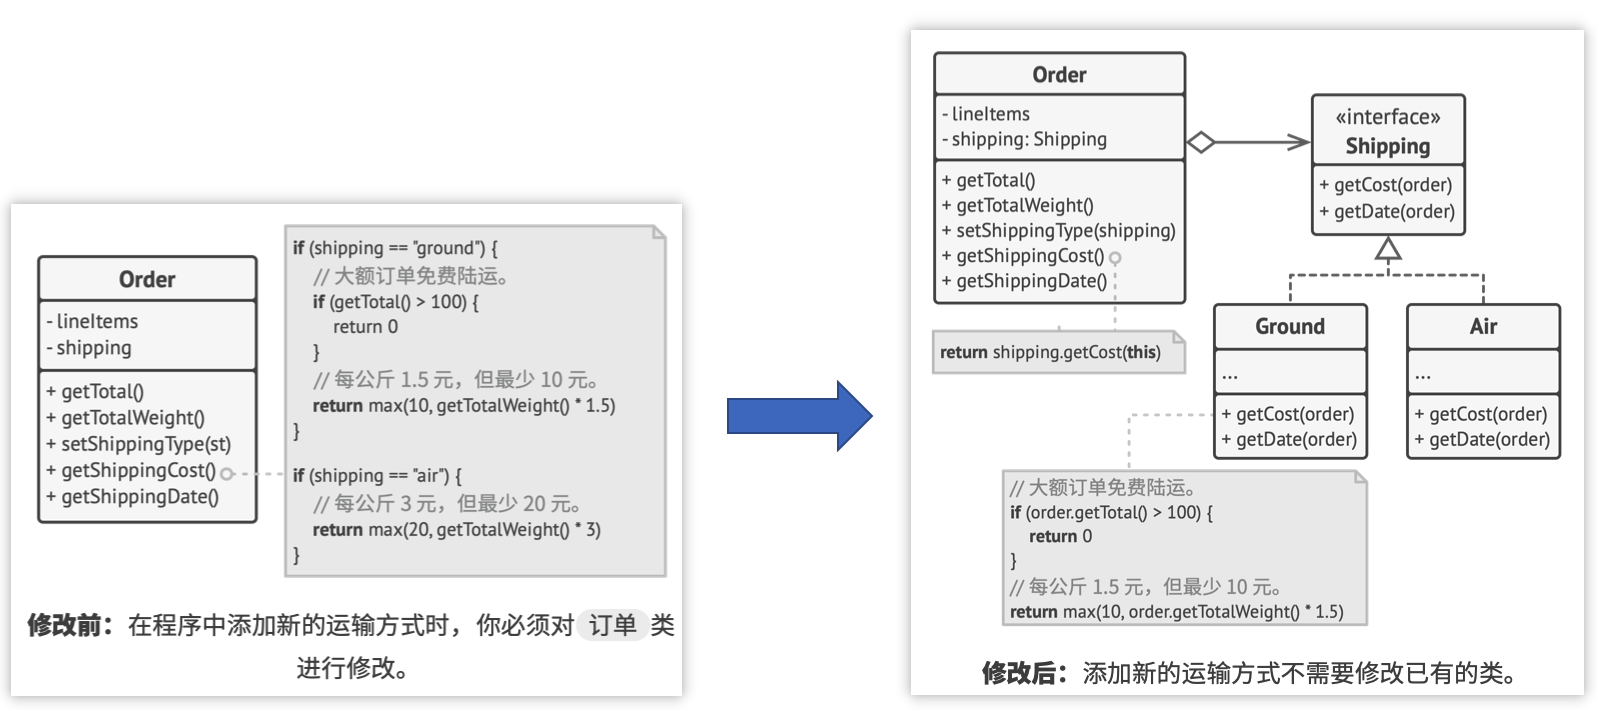 Order
- lineItems
- shipping
+ getTotal()
+ getTotalWeight()
+ setShippingType(st)
+ getShippingCost()
+ getShippingDate()
if (shipping == "ground") {
// 大额订单免费陆运。
if (getTotal() > 100) {
return 0
}
// 每公斤 1.5 元，但最少 10 元。
return max(10, getTotalWeight() * 1.5)
}
if (shipping == "air") {
// 每公斤 3 元，但最少 20 元。
return max(20, getTotalWeight() * 3)
}
修改前：在程序中添加新的运输方式时，你必须对 订单 类
进行修改。
Order
- lineItems
- shipping: Shipping
+ getTotal()
+ getTotalWeight()
+ setShippingType(shipping)
+ getShippingCost()
+ getShippingDate()
return shipping.getCost(this)
«interface»
Shipping
+ getCost(order)
+ getDate(order)
Ground
...
+ getCost(order)
+ getDate(order)
Air
...
+ getCost(order)
+ getDate(order)
// 大额订单免费陆运。
if (order.getTotal() > 100) {
return 0
}
// 每公斤 1.5 元，但最少 10 元。
return max(10, order.getTotalWeight() * 1.5)
修改后：添加新的运输方式不需要修改已有的类。